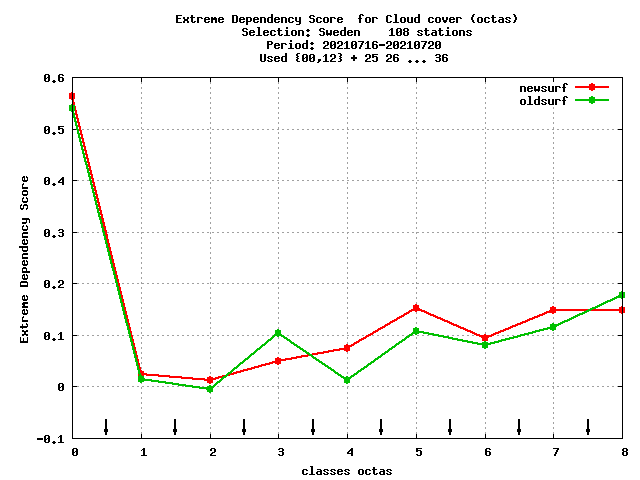 Extreme Dependency Score  for Cloud cover (octas)
Selection: Sweden    108 stations
Period: 20210716-20210720
Used {00,12} + 25 26 ... 36
newsurf
oldsurf
Extreme Dependency Score
0.6
0.5
0.4
0.3
0.2
0.1
0
-0.1
0 1 2 3 4 5 6 7 8
classes octas